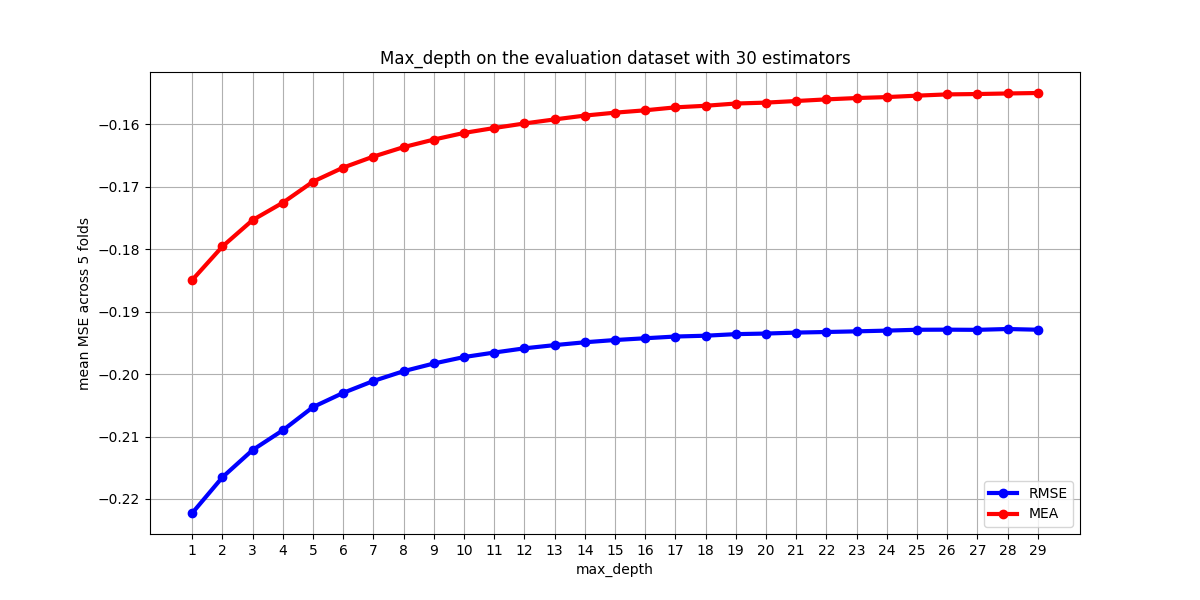 Max_depth on the evaluation dataset with 30 estimators
mean MSE across 5 folds
−0.16
−0.17
−0.18
−0.19
−0.20
−0.21
−0.22
RMSE
MEA
1 2 3 4 5 6 7 8 9 10 11 12 13 14 15 16 17 18 19 20 21 22 23 24 25 26 27 28 29
max_depth